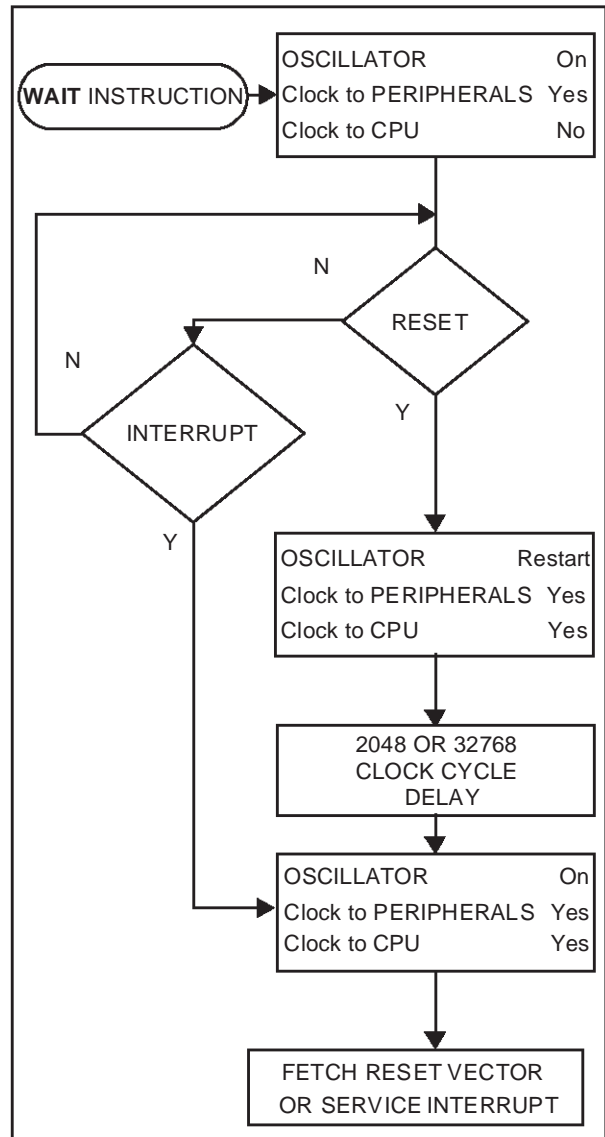 WAIT INSTRUCTION
OSCILLATOR On
Clock to PERIPHERALS Yes
Clock to CPU No
N
RESET
N
INTERRUPT
Y
Y
OSCILLATOR Restart
Clock to PERIPHERALS Yes
Clock to CPU Yes
2048 OR 32768
CLOCK CYCLE
DELAY
OSCILLATOR On
Clock to PERIPHERALS Yes
Clock to CPU Yes
FETCH RESET VECTOR
OR SERVICE INTERRUPT